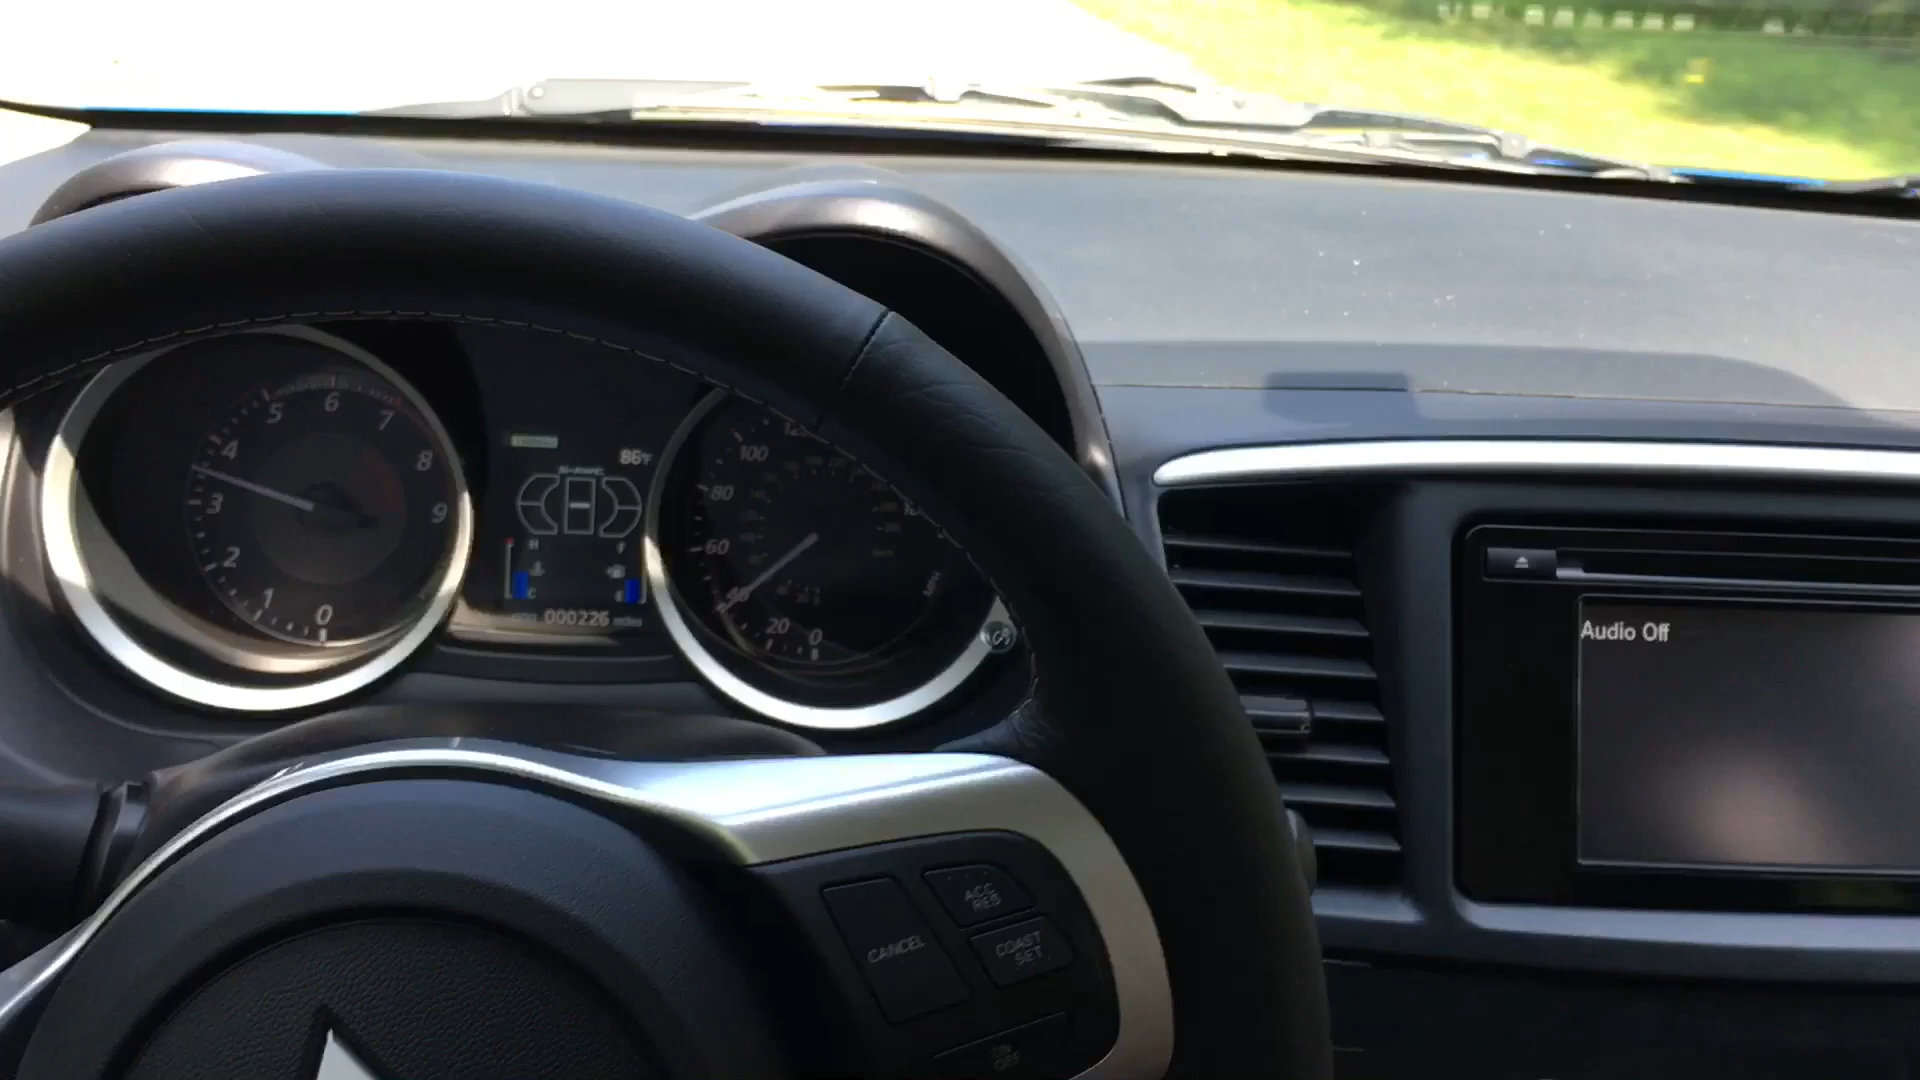 5 6 7
4 8
3 9
2
1 0
86°F
S-AWC
H F
C E
000226 miles
120
100
80
60
40
20 0
MPH
Audio Off
CANCEL
ACC
RES
COAST
SET